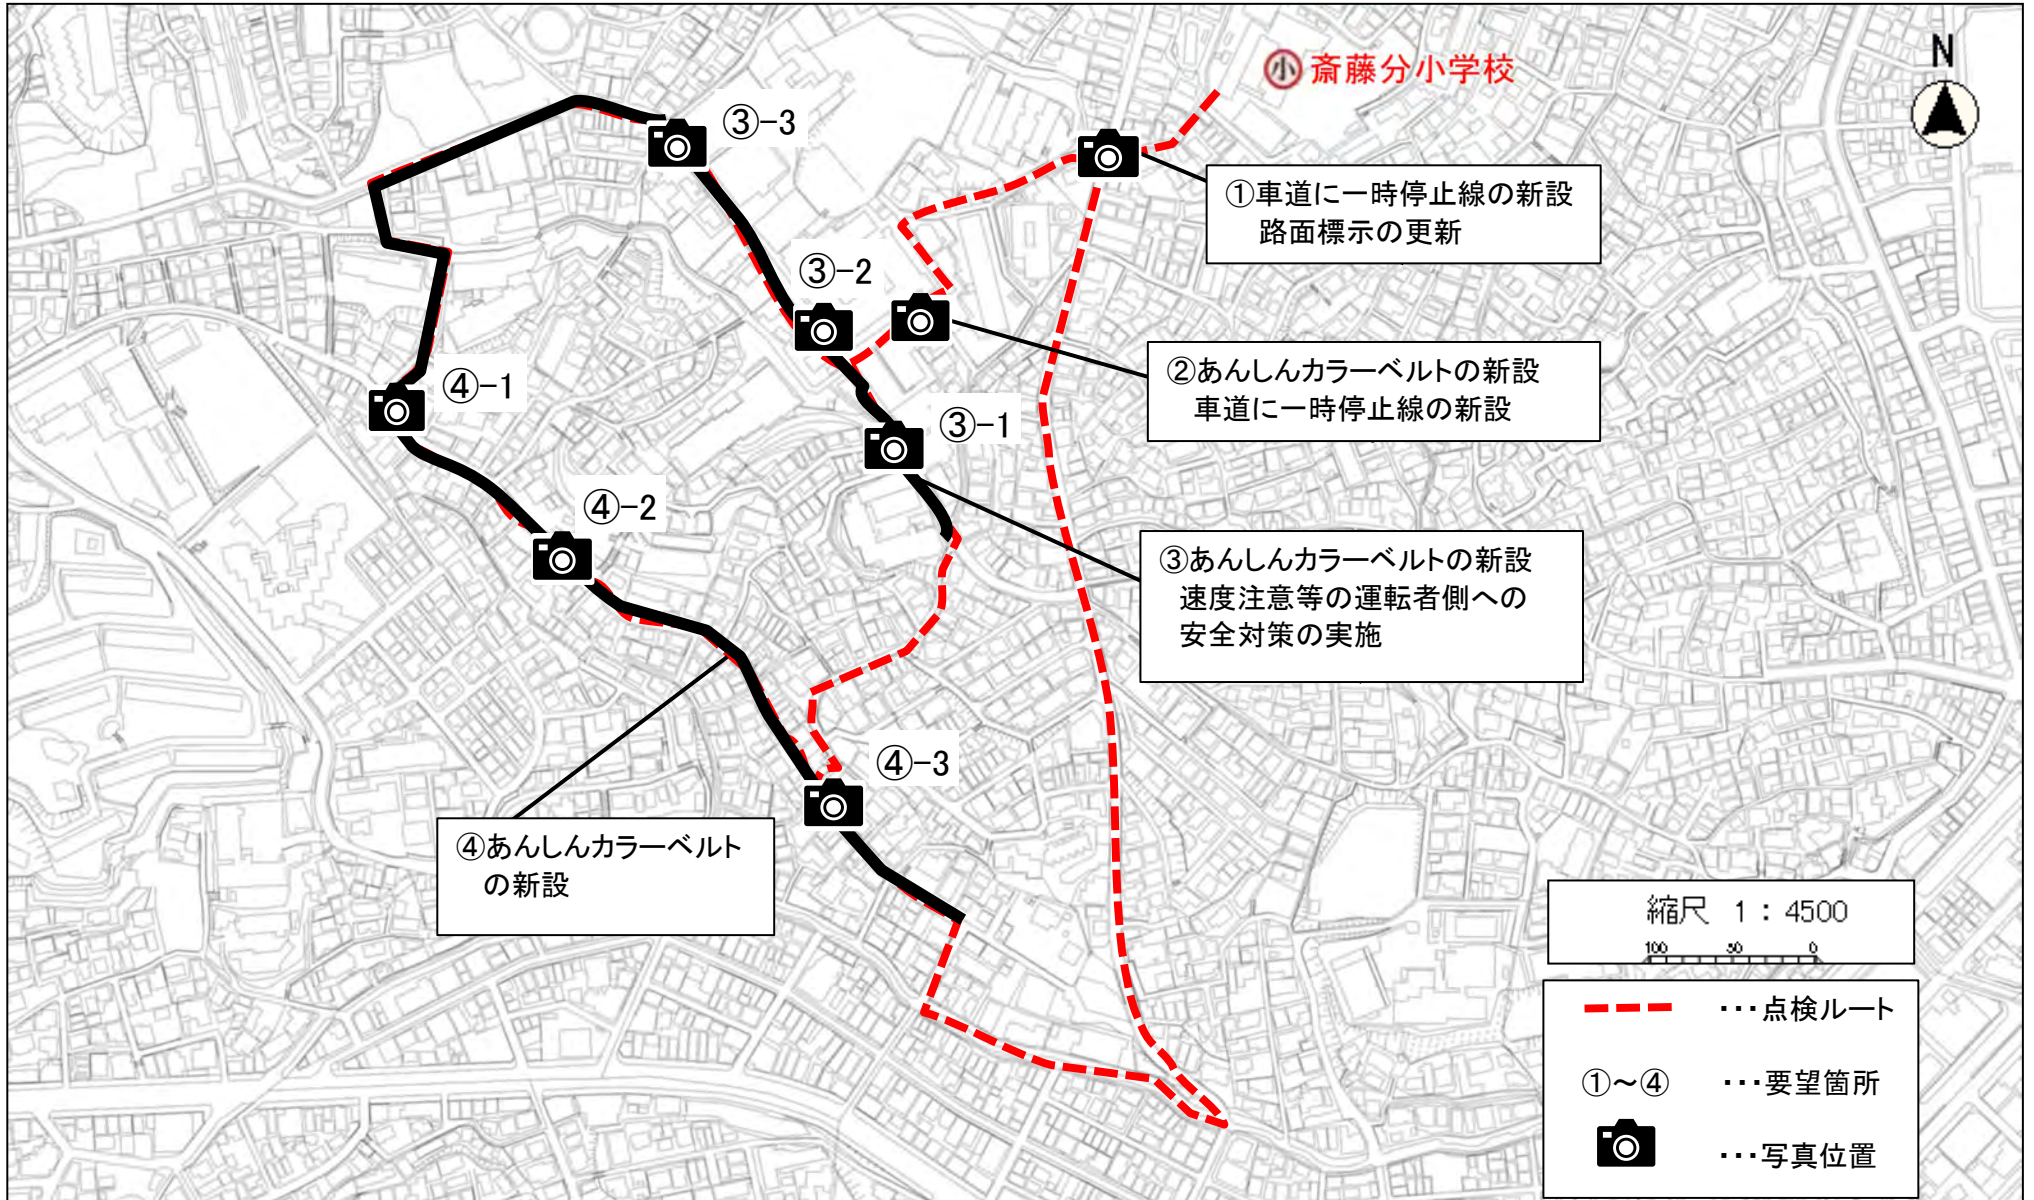 小 斎藤分小学校
N
③-3
①車道に一時停止線の新設
路面標示の更新
③-2
②あんしんカラーベルトの新設
車道に一時停止線の新設
④-1
③-1
④-2
③あんしんカラーベルトの新設
速度注意等の運転者側への
安全対策の実施
④-3
④あんしんカラーベルト
の新設
縮尺 1：4500
100 50 0
･･･点検ルート
①～④ ･･･要望箇所
･･･写真位置